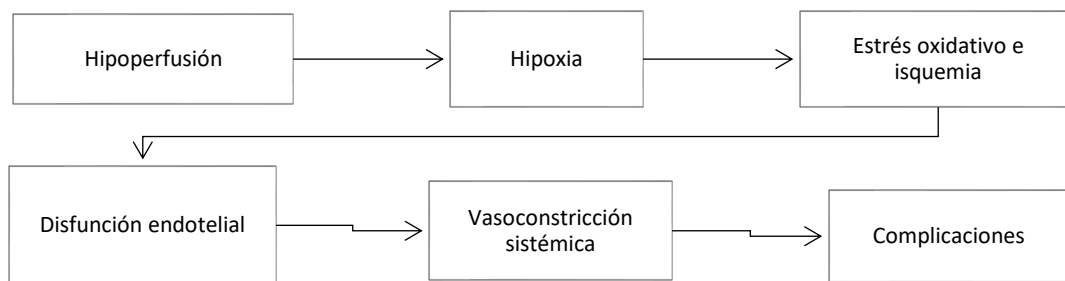 Hipoperfusión
Hipoxia
Estrés oxidativo e
isquemia
Disfunción endotelial
Vasoconstricción
sistémica
Complicaciones